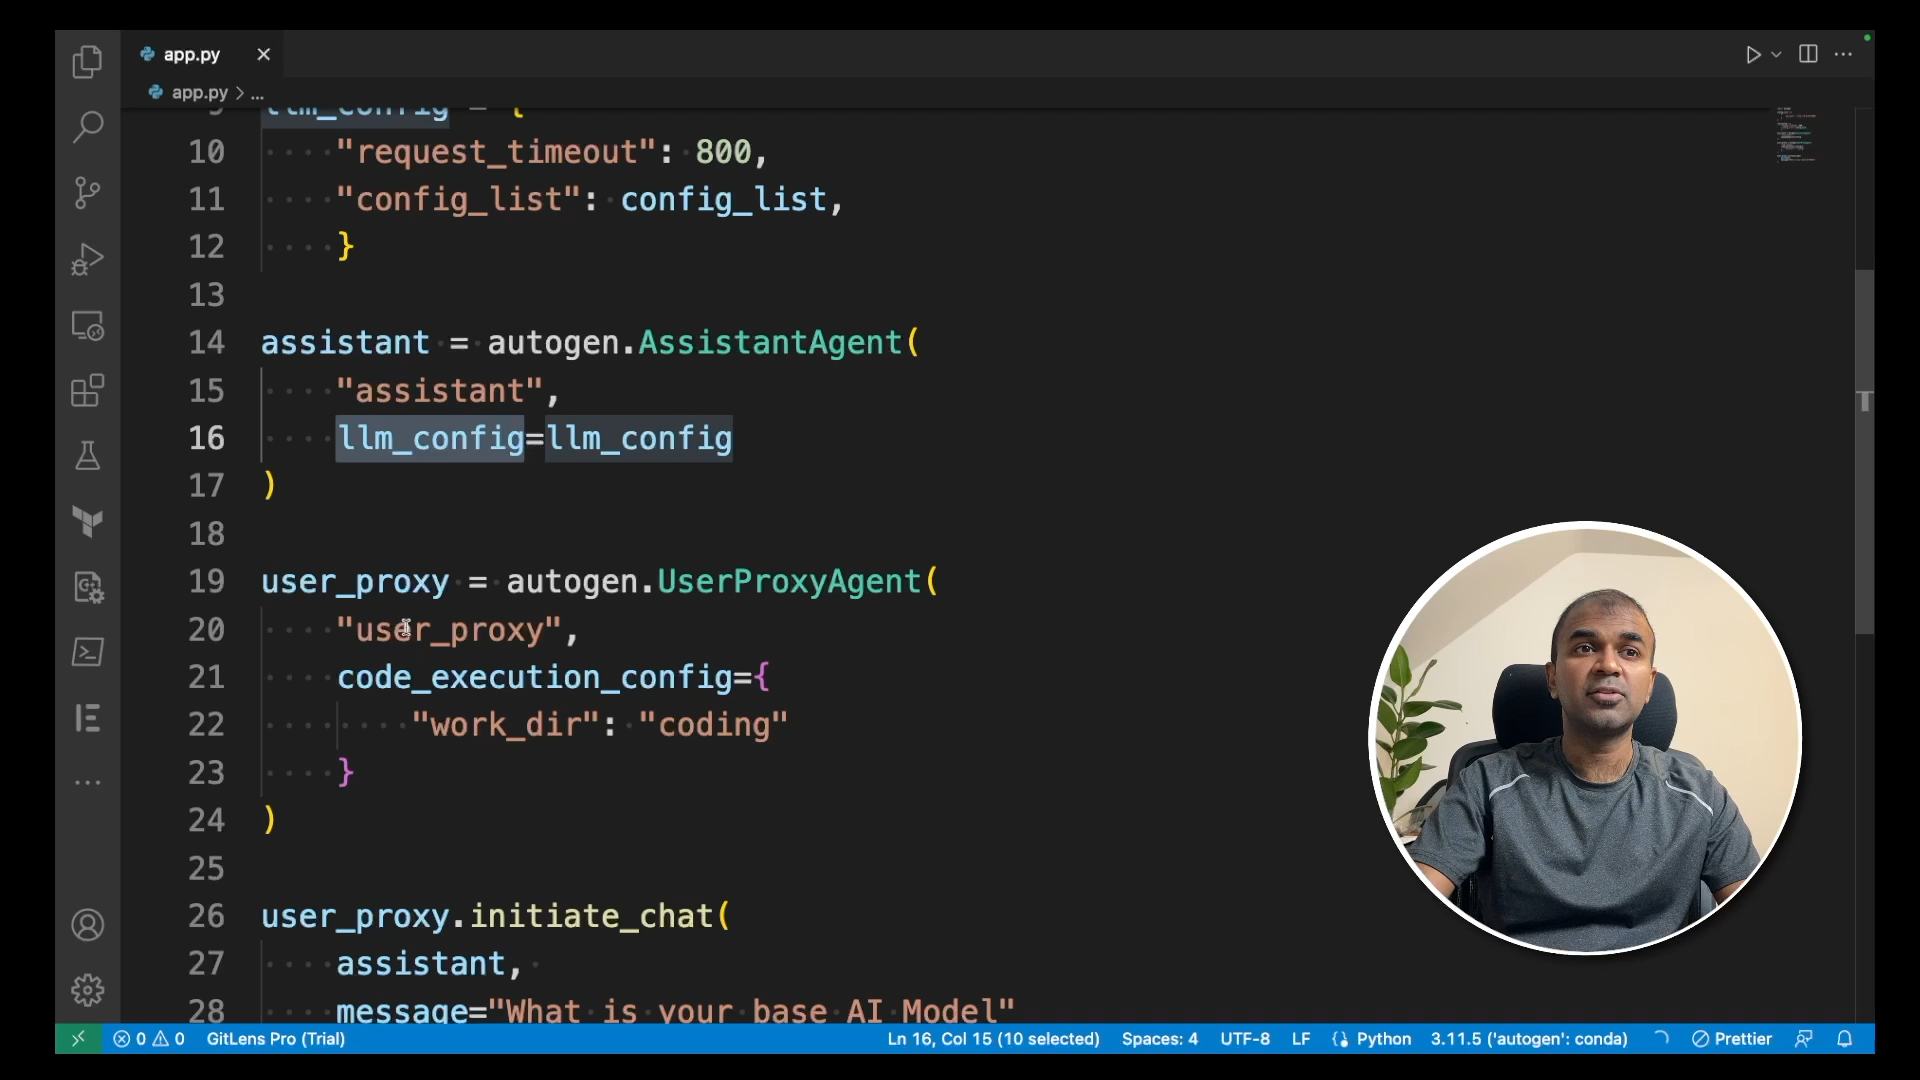 app.py
app.py > ...
9 llm_config = {
10 "request_timeout": 800,
11 "config_list": config_list,
12 }
13
14 assistant = autogen.AssistantAgent(
15 "assistant",
16 llm_config=llm_config
17 )
18
19 user_proxy = autogen.UserProxyAgent(
20 "user_proxy",
21 code_execution_config={
22 "work_dir": "coding"
23 }
24 )
25
26 user_proxy.initiate_chat(
27 assistant,
28 message="What is your base AI Model"
0 0 GitLens Pro (Trial) Ln 16, Col 15 (10 selected) Spaces: 4 UTF-8 LF Python 3.11.5 ('autogen': conda) Prettier